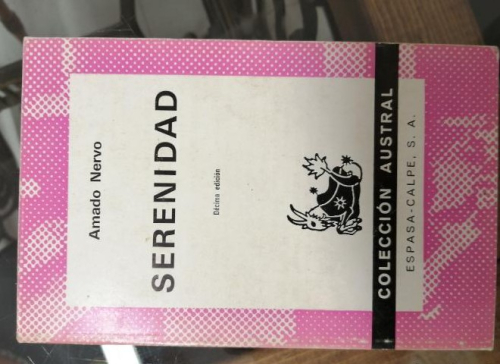 Amado Nervo
SERENIDAD
Décima edición
COLECCIÓN AUSTRAL
ESPASA-CALPE, S. A.